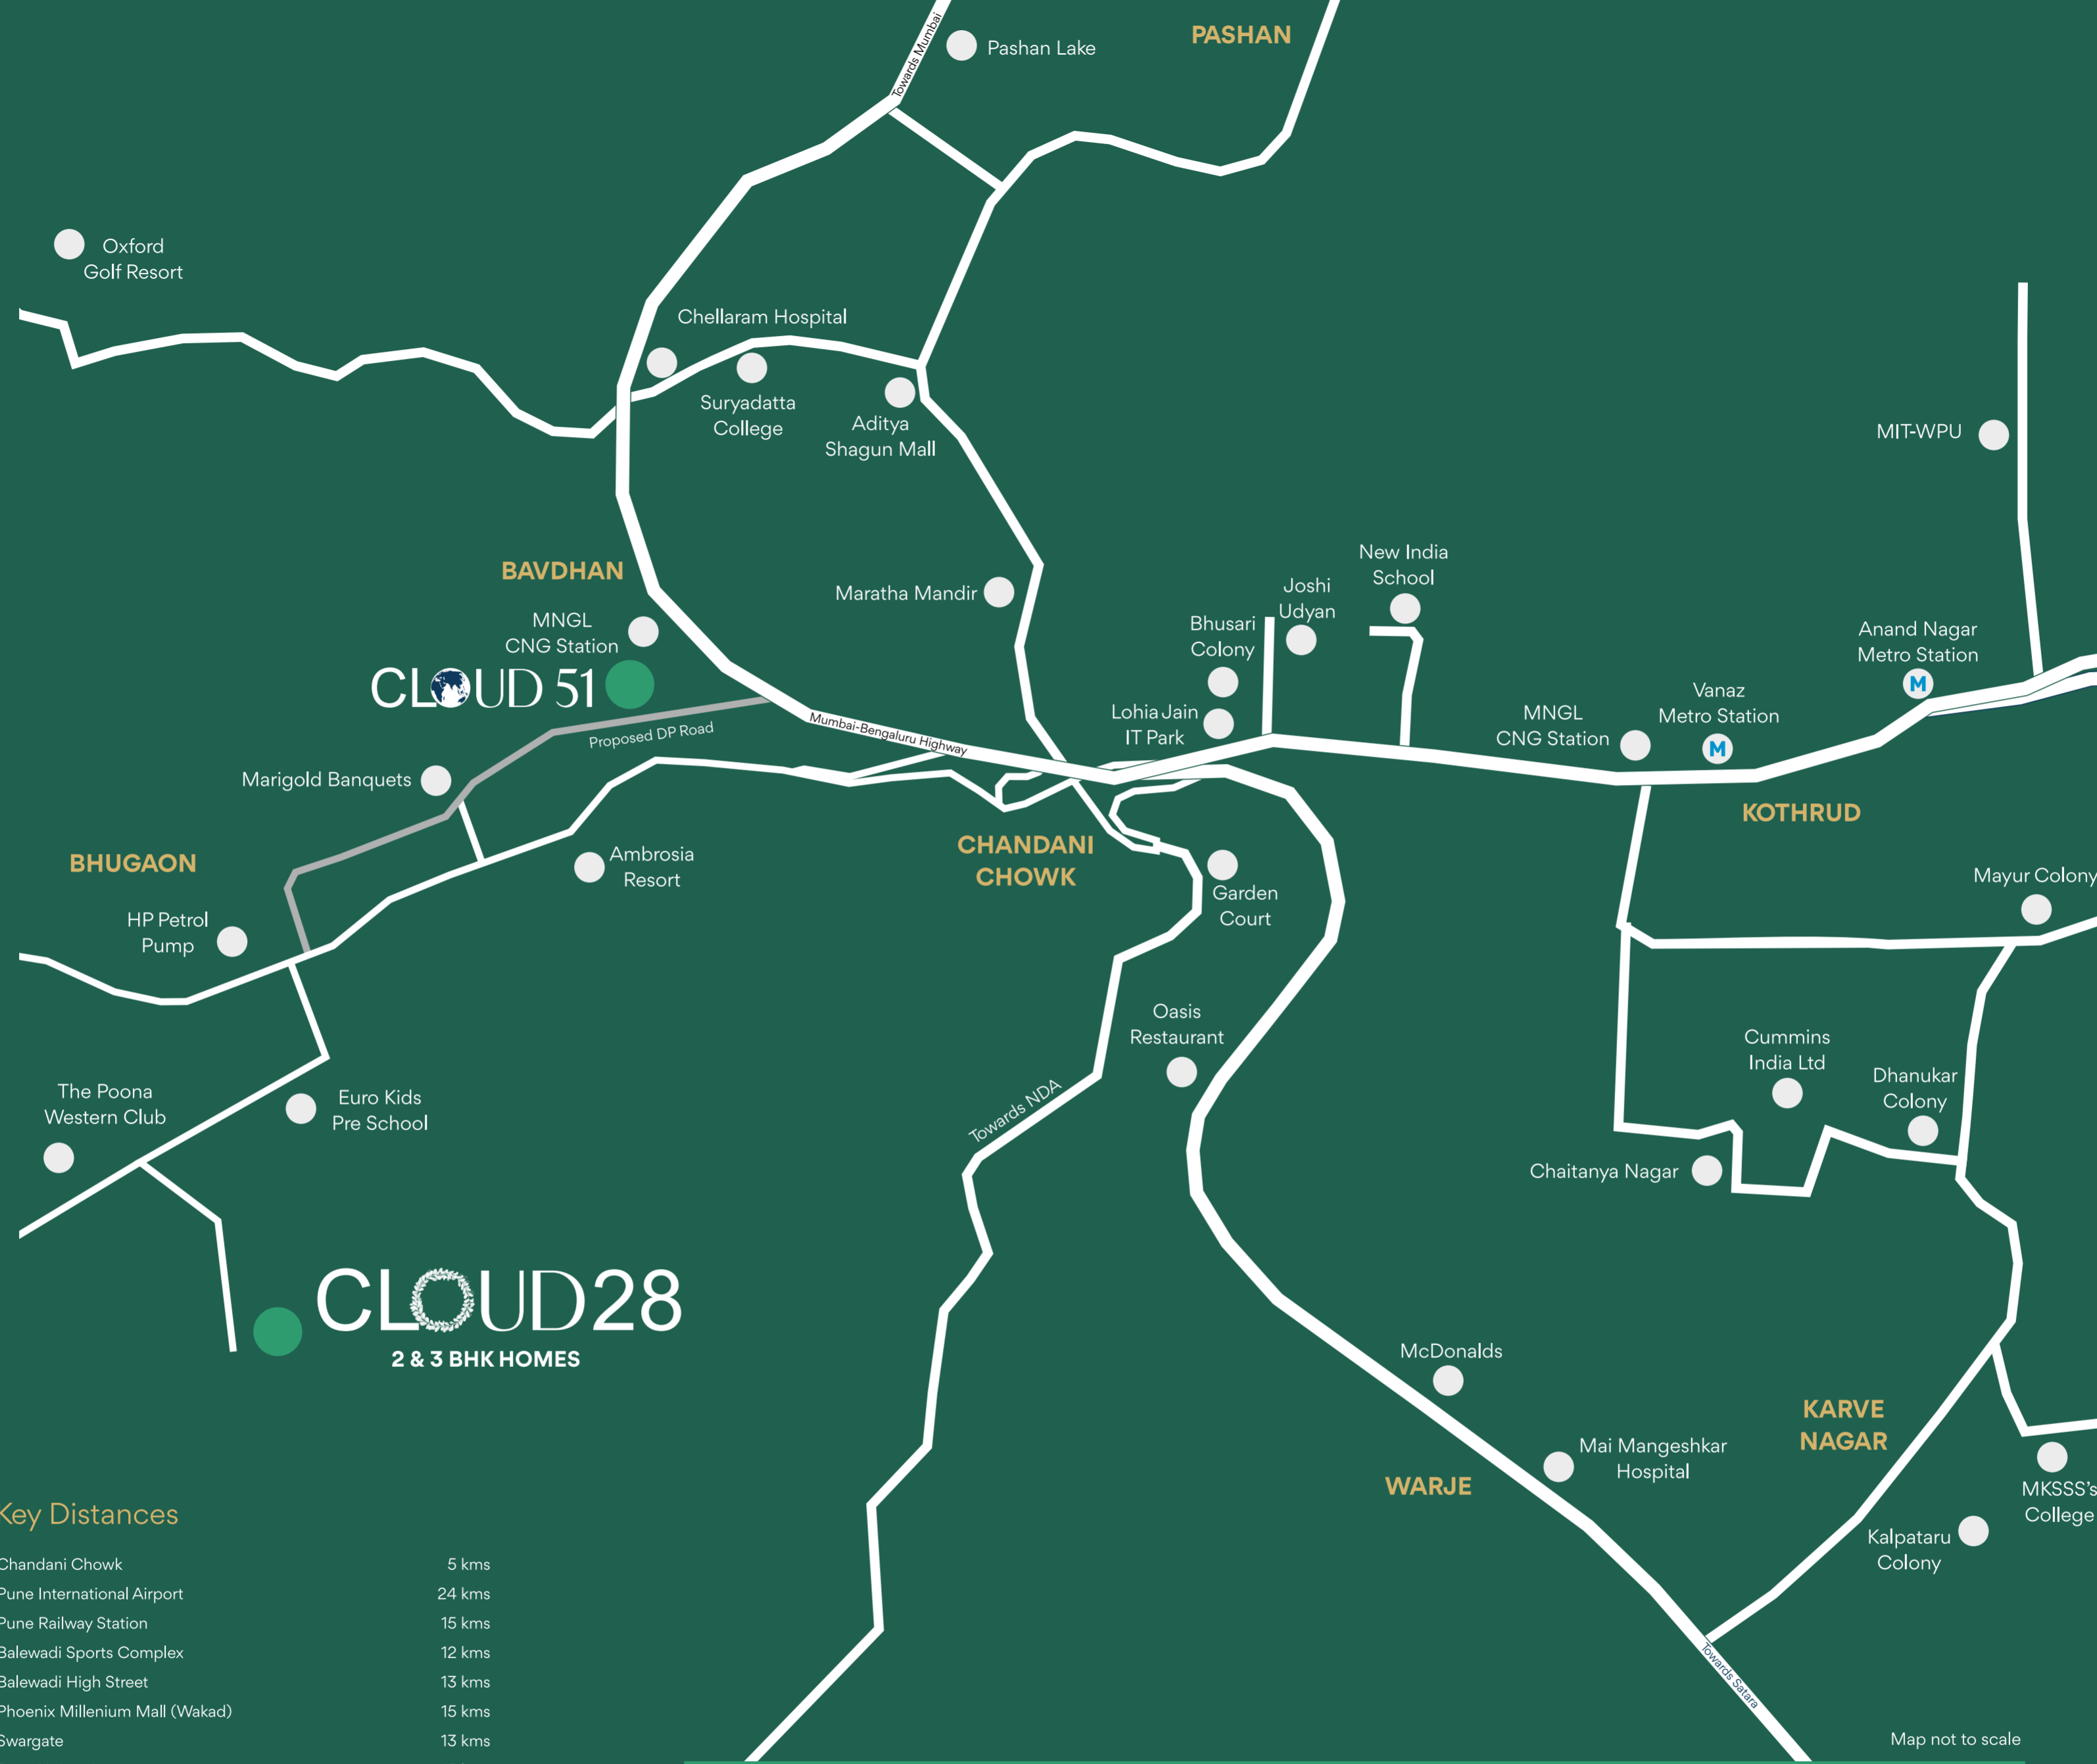 Towards Mumbai
Pashan Lake
PASHAN
Oxford
Golf Resort
Chellaram Hospital
Suryadatta
College
Aditya
Shagun Mall
MIT-WPU
BAVDHAN
MNGL
CNG Station
CLOUD 51
Maratha Mandir
New India
School
Joshi
Udyan
Bhusari
Colony
Lohia Jain
IT Park
Anand Nagar
Metro Station
M
Vanaz
Metro Station
M
MNGL
CNG Station
Mumbai-Bengaluru Highway
Proposed DP Road
Marigold Banquets
KOTHRUD
CHANDANI
CHOWK
BHUGAON
Ambrosia
Resort
Garden
Court
Mayur Colony
HP Petrol
Pump
Oasis
Restaurant
Cummins
India Ltd
Dhanukar
Colony
The Poona
Western Club
Euro Kids
Pre School
Towards NDA
Chaitanya Nagar
CLOUD 28
2 & 3 BHK HOMES
McDonalds
KARVE
NAGAR
Mai Mangeshkar
Hospital
WARJE
MKSSS's
College
Kalpataru
Colony
Towards Satara
Key Distances
Chandani Chowk 5 kms
Pune International Airport 24 kms
Pune Railway Station 15 kms
Balewadi Sports Complex 12 kms
Balewadi High Street 13 kms
Phoenix Millenium Mall (Wakad) 15 kms
Swargate 13 kms
Map not to scale